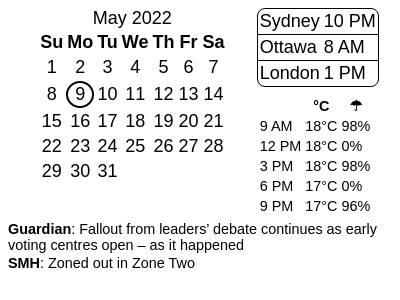 May 2022
Su Mo Tu We Th Fr Sa
1 2 3 4 5 6 7
8 9 10 11 12 13 14
15 16 17 18 19 20 21
22 23 24 25 26 27 28
29 30 31
Sydney 10 PM
Ottawa 8 AM
London 1 PM
°C ☂
9 AM 18°C 98%
12 PM 18°C 0%
3 PM 18°C 98%
6 PM 17°C 0%
9 PM 17°C 96%
Guardian: Fallout from leaders’ debate continues as early
voting centres open – as it happened
SMH: Zoned out in Zone Two